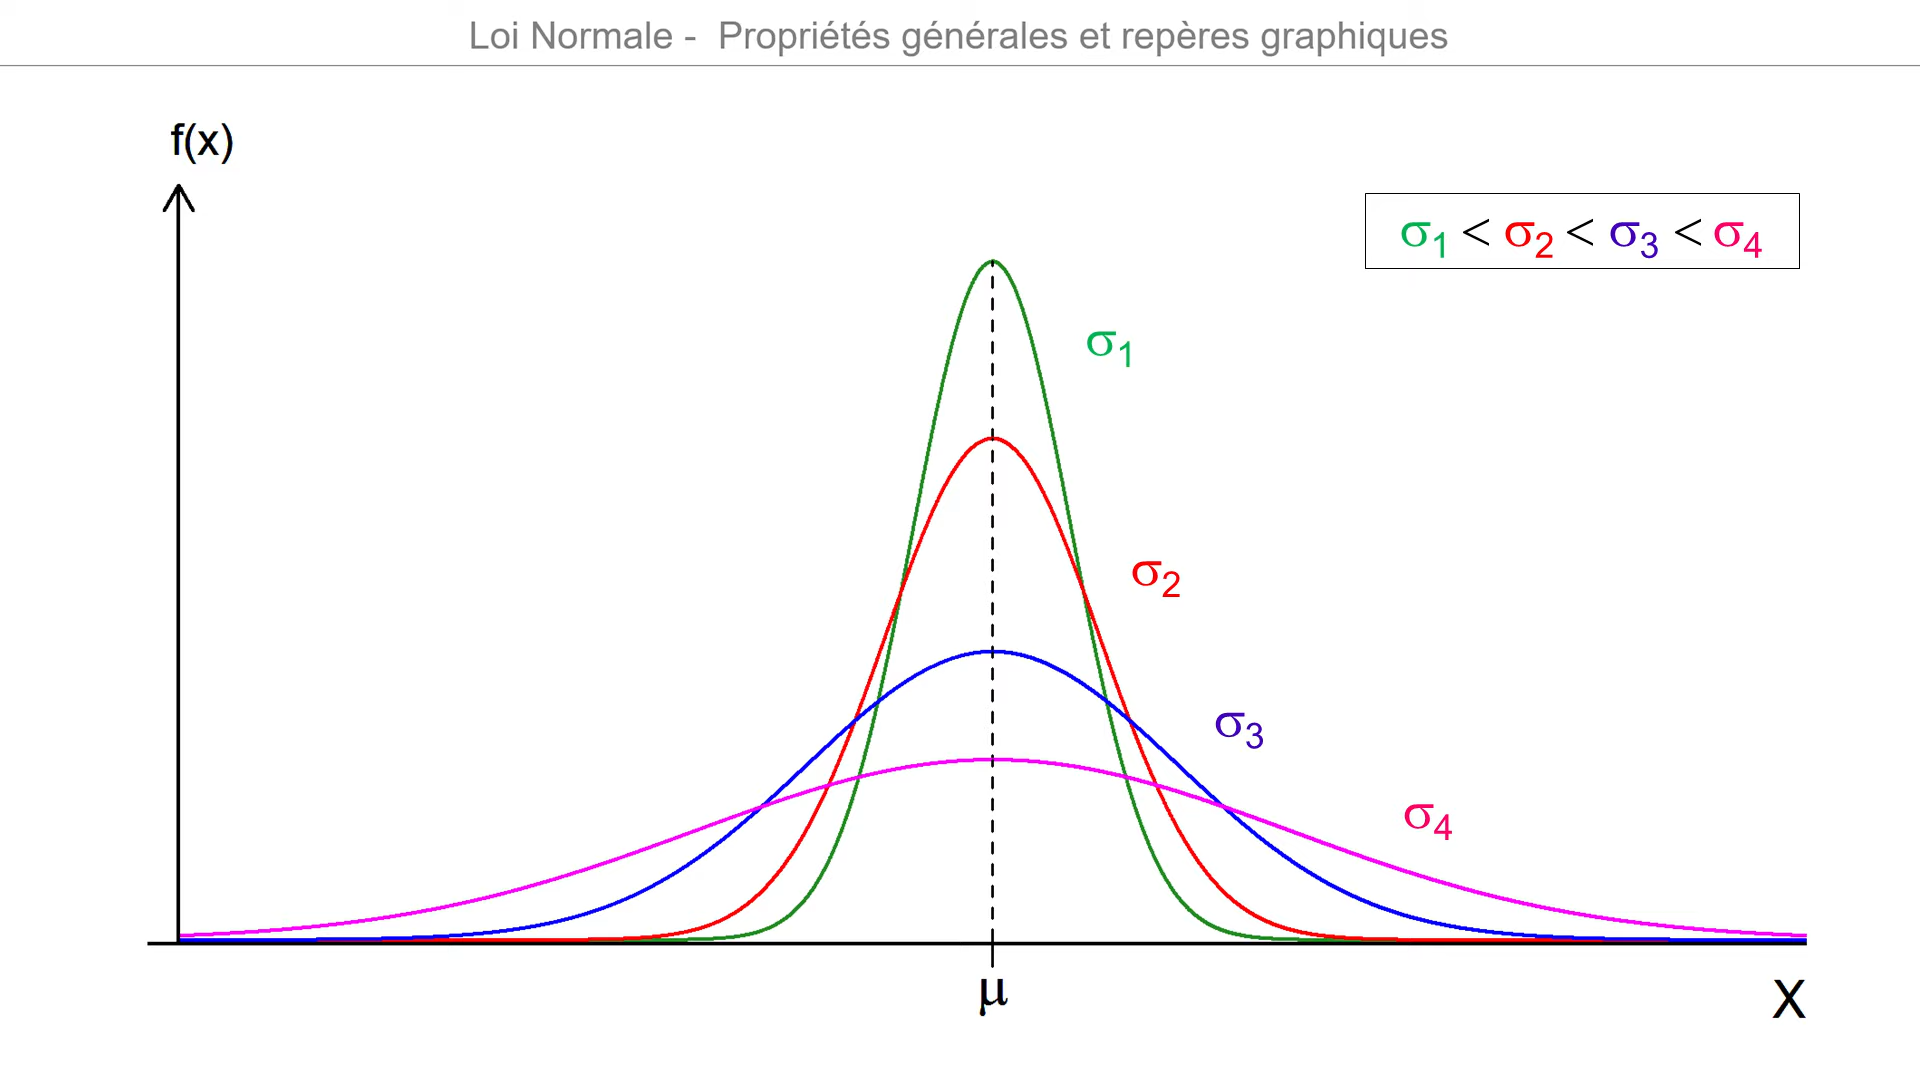 Loi Normale - Propriétés générales et repères graphiques
f(x)
σ1 < σ2 < σ3 < σ4
σ1
σ2
σ3
σ4
μ
X